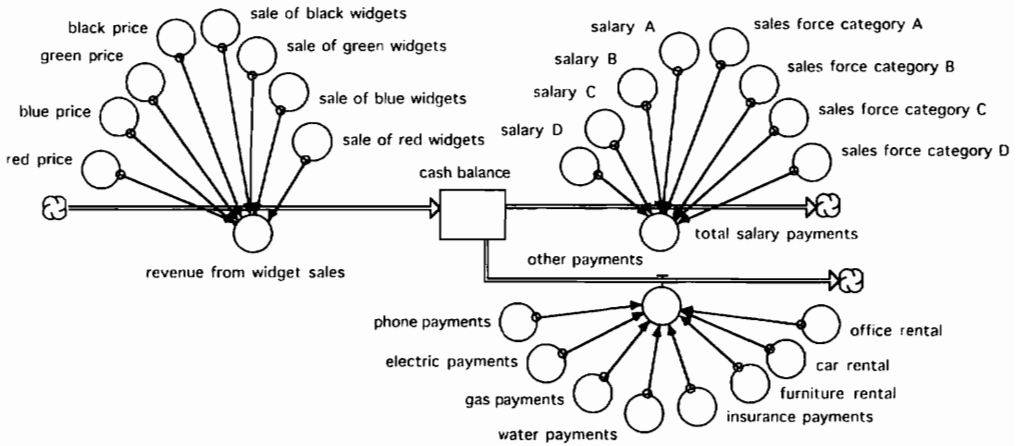 black price
sale of black widgets
green price
sale of green widgets
blue price
sale of blue widgets
red price
sale of red widgets
salary A
sales force category A
salary B
sales force category B
salary C
sales force category C
salary D
sales force category D
cash balance
revenue from widget sales
total salary payments
other payments
phone payments
office rental
electric payments
car rental
gas payments
furniture rental
water payments
insurance payments